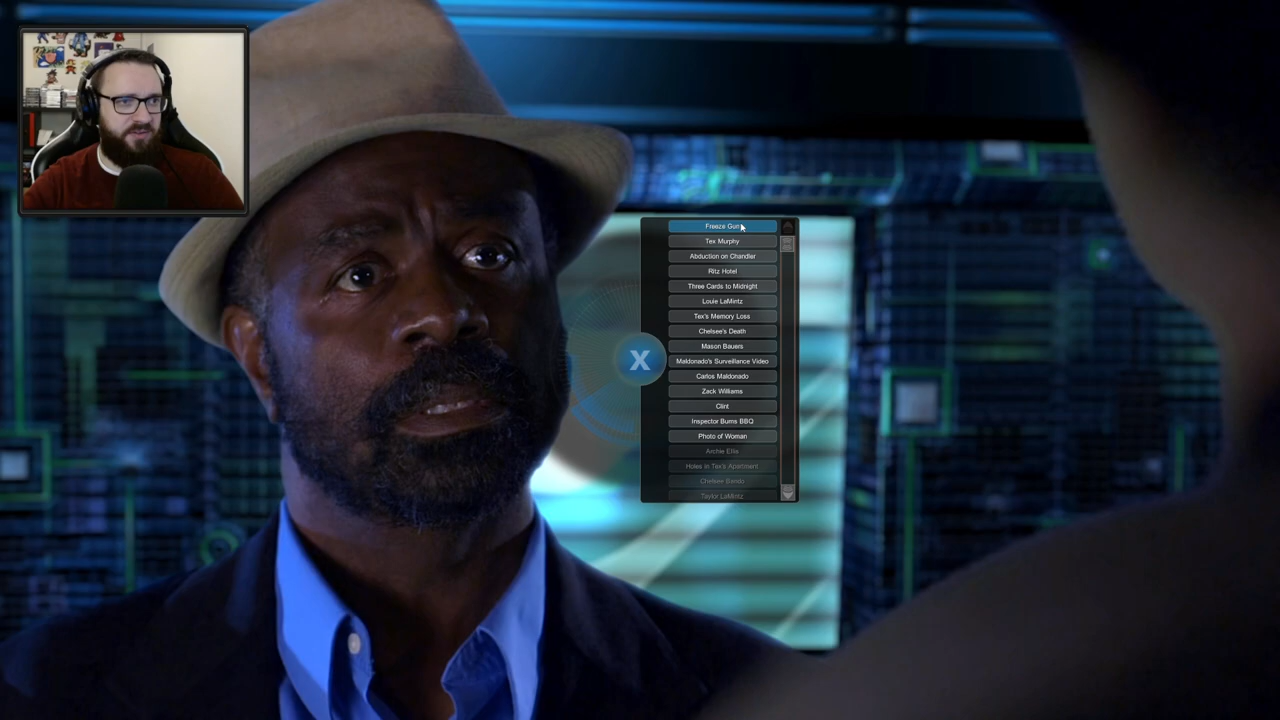 Freeze Gun
Tex Murphy
Abduction on Chandler
Ritz Hotel
Three Cards to Midnight
Louie LaMintz
Tex's Memory Loss
Chelsee's Death
Mason Bauers
X
Maldonado's Surveillance Video
Carlos Maldonado
Zack Williams
Clint
Inspector Burns BBQ
Photo of Woman
Archie Ellis
Holes in Tex's Apartment
Chelsee Bando
Taylor LaMintz